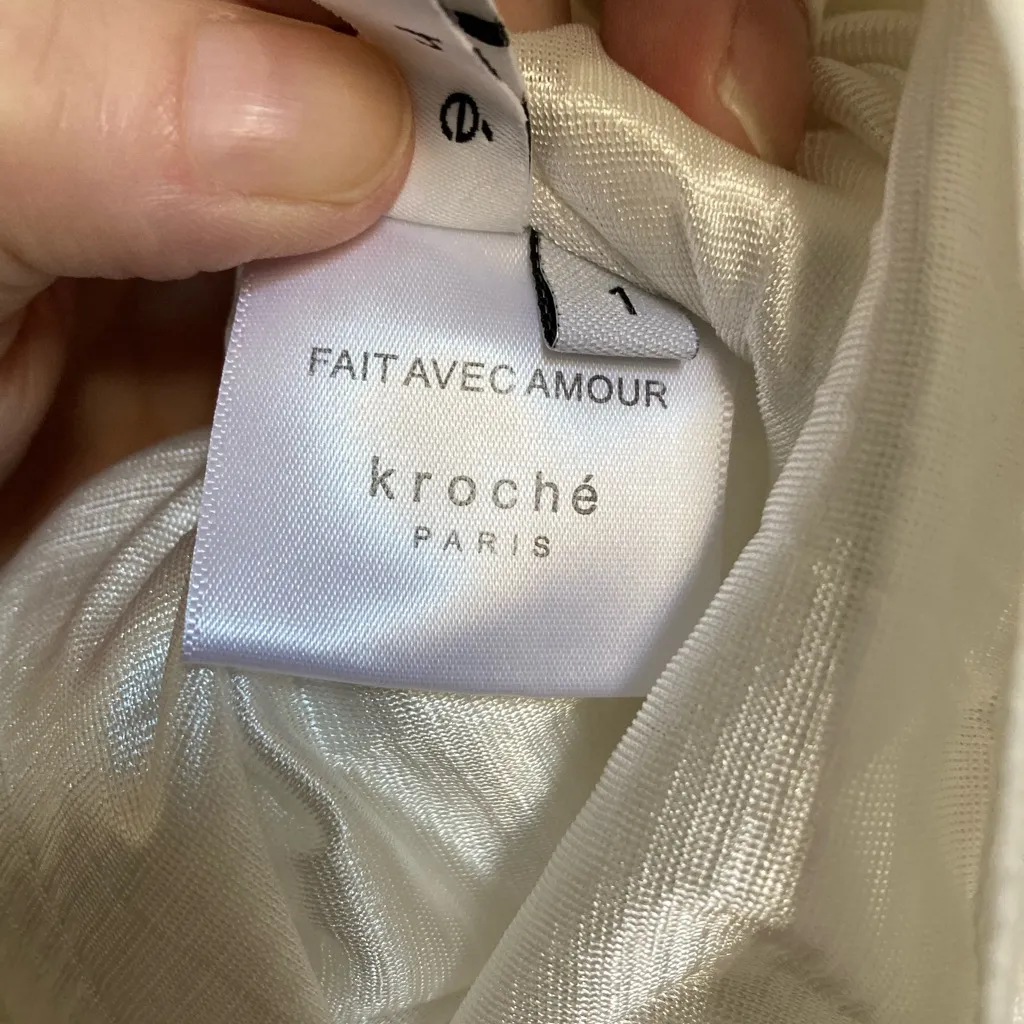 é
1
FAIT AVEC AMOUR
kroché
PARIS